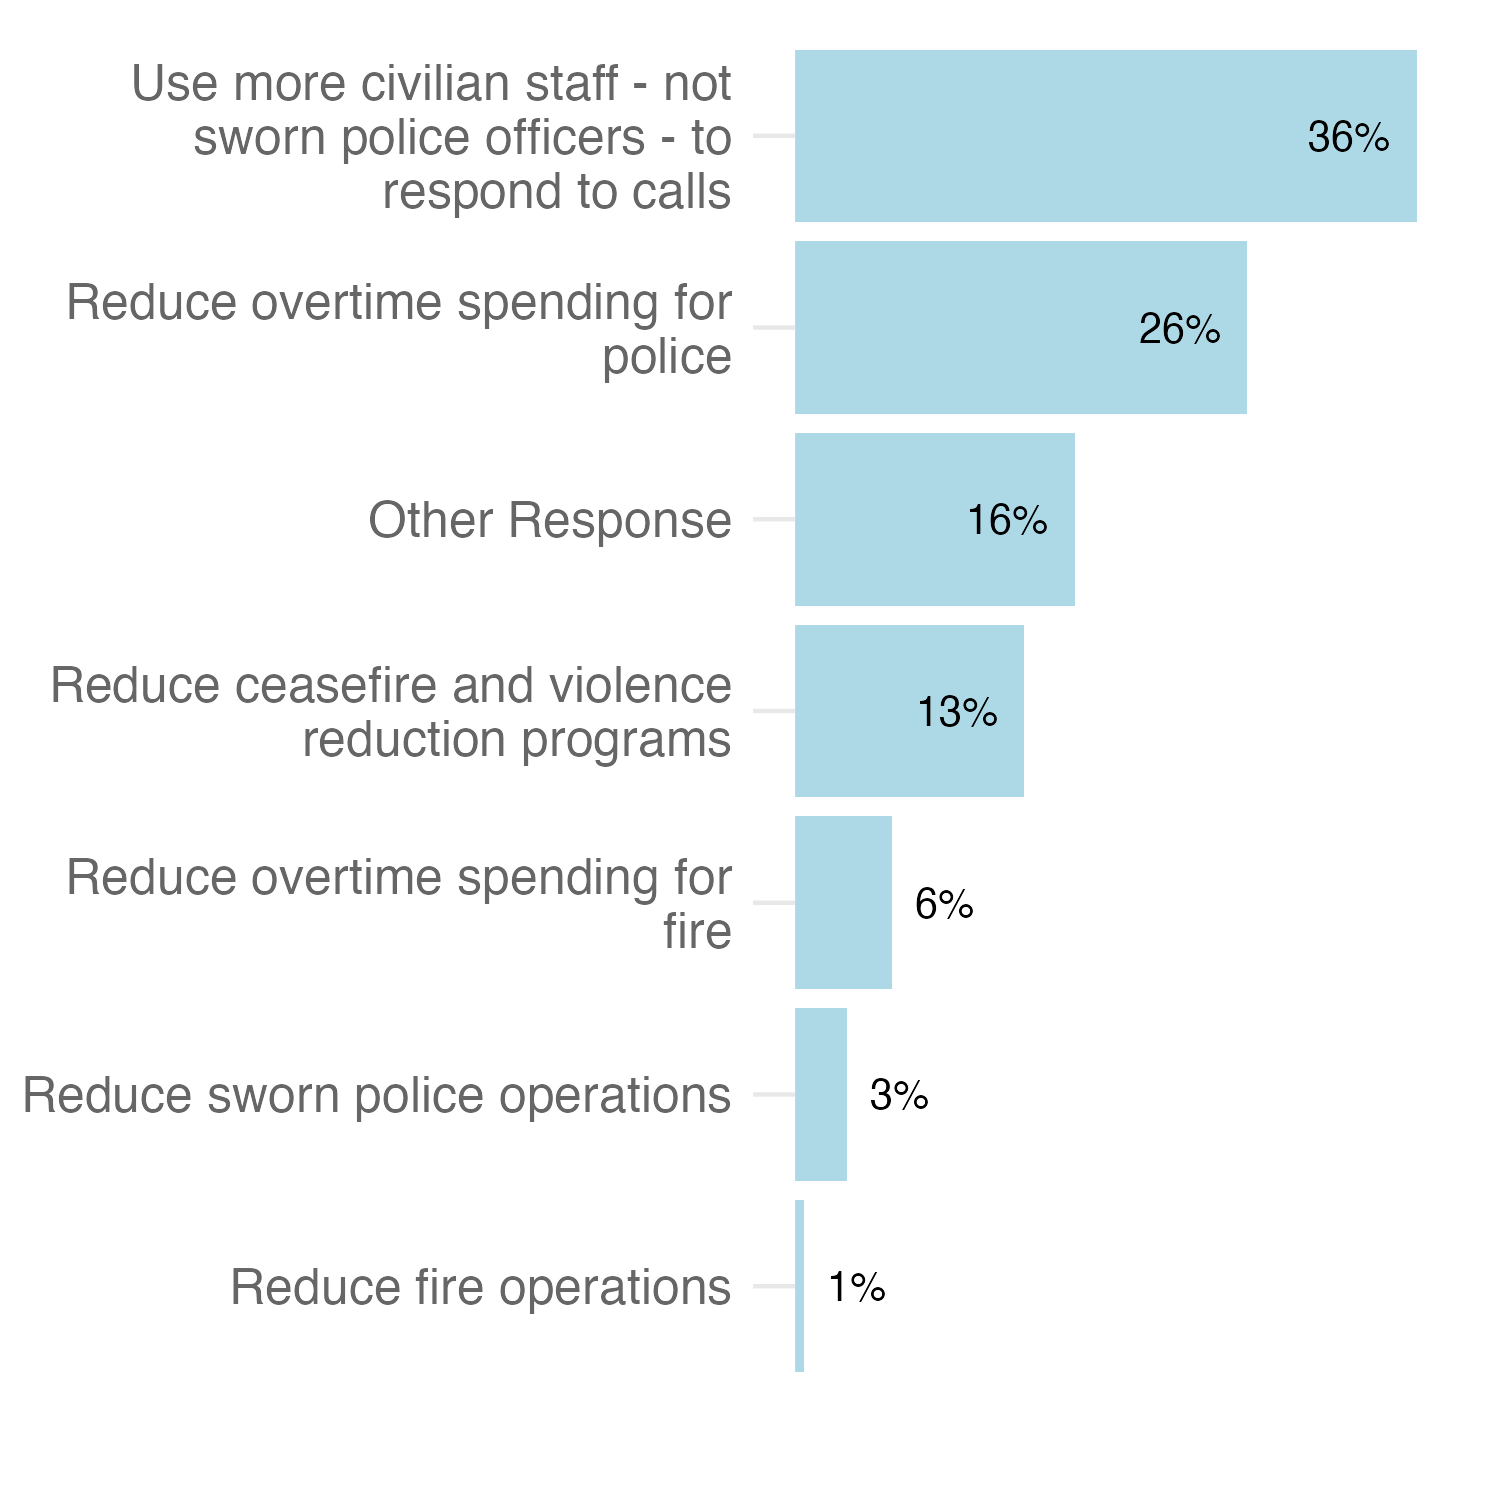 Use more civilian staff - not
sworn police officers - to
respond to calls
36%
Reduce overtime spending for
police
26%
Other Response
16%
Reduce ceasefire and violence
reduction programs
13%
Reduce overtime spending for
fire
6%
Reduce sworn police operations
3%
Reduce fire operations
1%